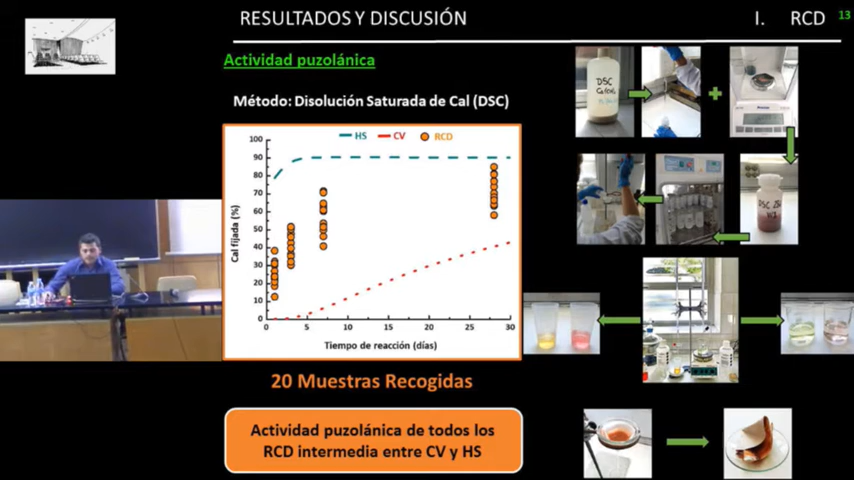 RESULTADOS Y DISCUSIÓN
I. RCD
13
Actividad puzolánica
Método: Disolución Saturada de Cal (DSC)
HS CV RCD
Cal fijada (%)
100
90
80
70
60
50
40
30
20
10
0
0 5 10 15 20 25 30
Tiempo de reacción (días)
20 Muestras Recogidas
Actividad puzolánica de todos los
RCD intermedia entre CV y HS
DSC